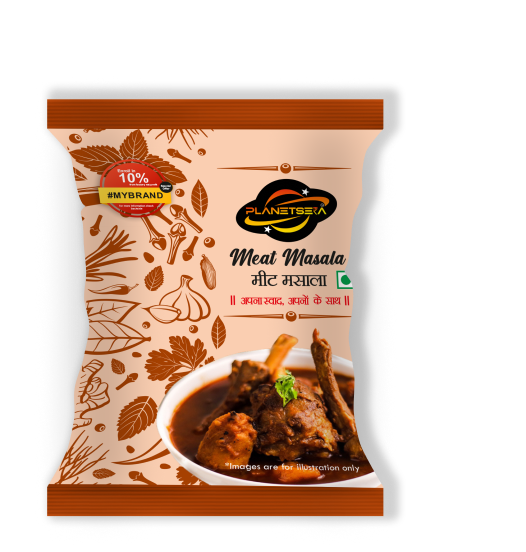 10%
#MYBRAND
PLANETSERA
Meat Masala
मीट मसाला
|| अपना स्वाद, अपनों के साथ ||
*Images are for illustration only